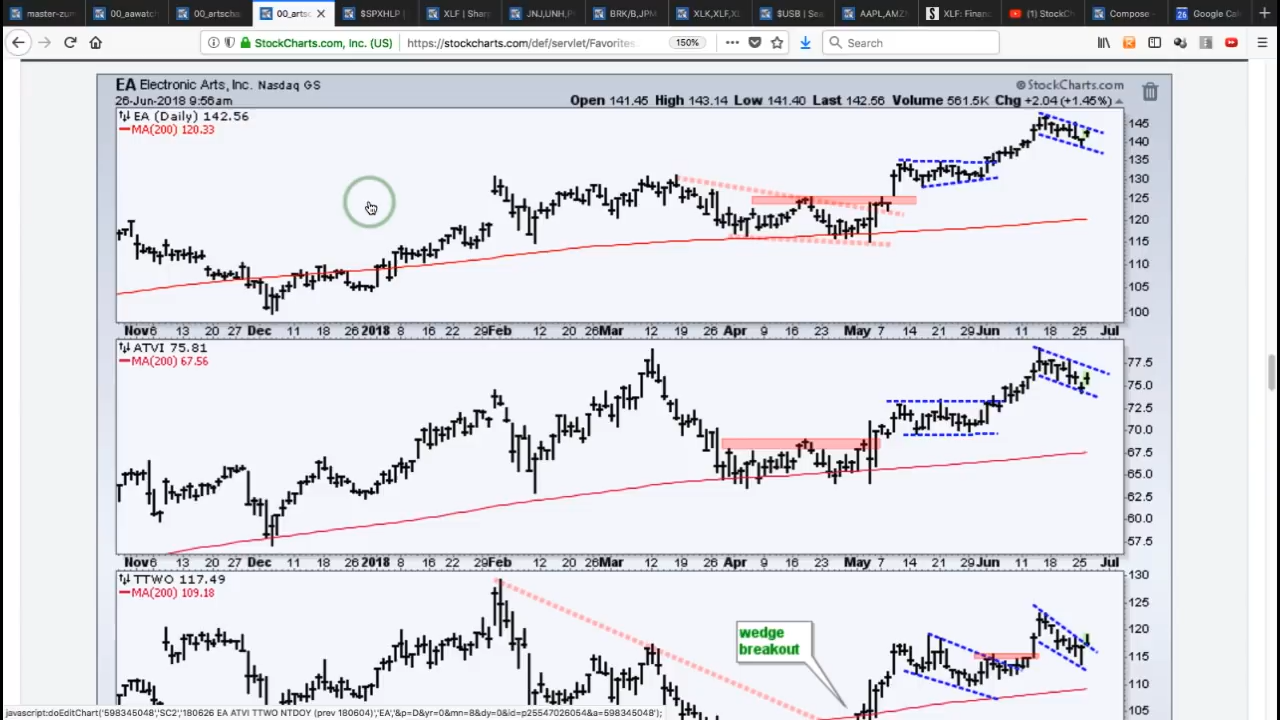 master-zum
00_aawatch
00_artscha
00_artsc
$SPXHLP |
XLF | Shar
JNJ,UNH,P
BRK/B,JPM
XLK,XLF,XL
$USB | Sea
AAPL,AMZ
XLF: Financ
(1) StockCh
Compose—
Google Cal
StockCharts.com, Inc. (US)
https://stockcharts.com/def/servlet/Favorites.
150%
Search
EA Electronic Arts, Inc. Nasdaq GS
© StockCharts.com
26-Jun-2018 9:56am
Open 141.45 High 143.14 Low 141.40 Last 142.56 Volume 561.5K Chg +2.04 (+1.45%)
EA (Daily) 142.56
MA(200) 120.33
145
140
135
130
125
120
115
110
105
100
Nov 6 13 20 27 Dec 11 18 26 2018 8 16 22 29 Feb 12 20 26 Mar 12 19 26 Apr 9 16 23 May 7 14 21 29 Jun 11 18 25 Jul
ATVI 75.81
MA(200) 67.56
77.5
75.0
72.5
70.0
67.5
65.0
62.5
60.0
57.5
Nov 6 13 20 27 Dec 11 18 26 2018 8 16 22 29 Feb 12 20 26 Mar 12 19 26 Apr 9 16 23 May 7 14 21 29 Jun 11 18 25 Jul
TTWO 117.49
MA(200) 109.18
130
125
120
115
110
105
wedge
breakout
javascript:doEditChart('598345048','SC2','180626 EA ATVI TTWO NTDOY (prev 180604)','EA','&p=D&yr=0&mn=8&dy=0&id=p25547026054&a=598345048');